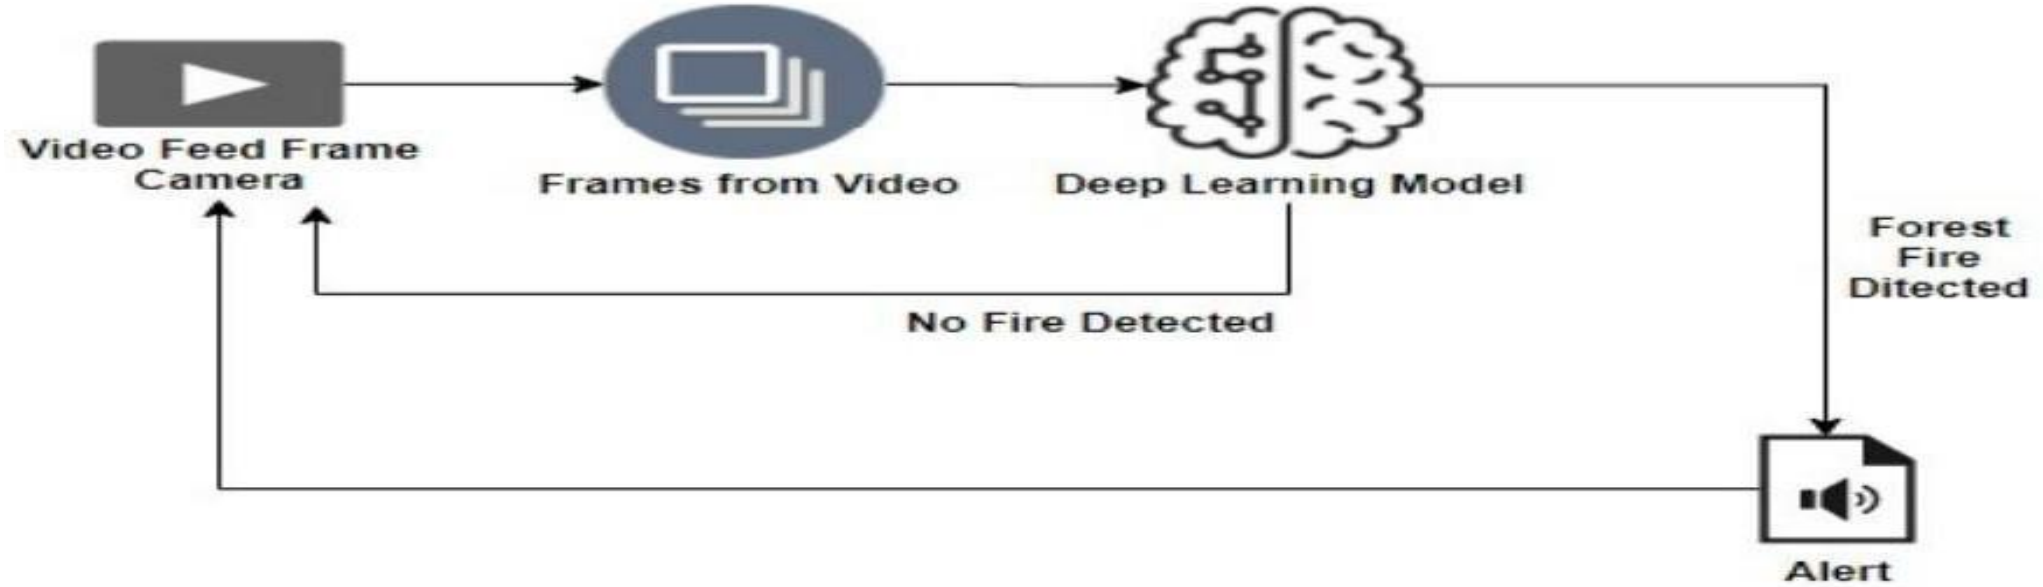 Video Feed Frame
Camera
Frames from Video
Deep Learning Model
Forest
Fire
Ditected
No Fire Detected
Alert